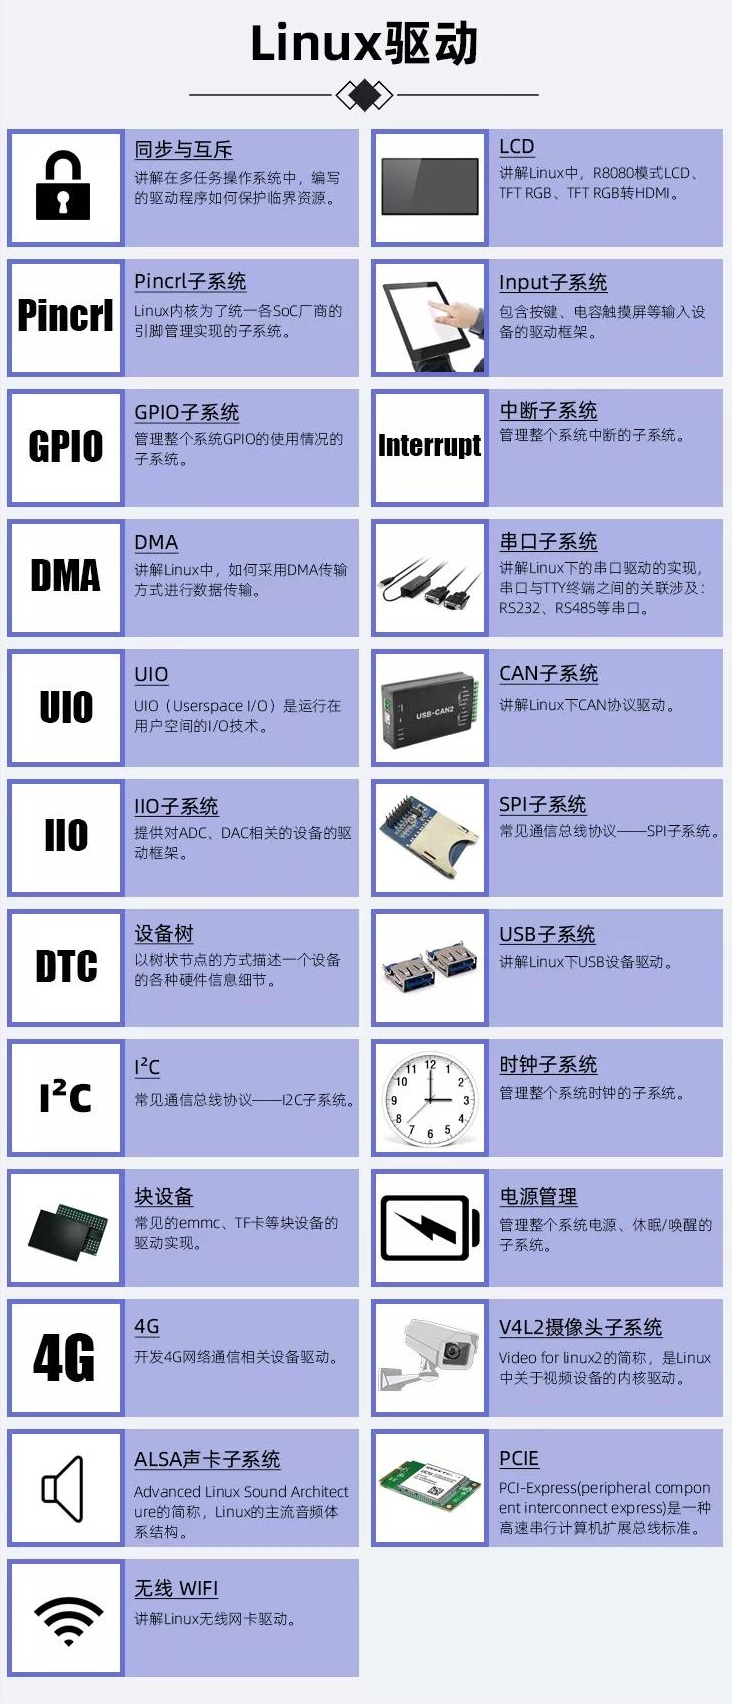 Linux驱动
同步与互斥
讲解在多任务操作系统中，编写
的驱动程序如何保护临界资源。
LCD
讲解Linux中，R8080模式LCD、
TFT RGB、TFT RGB转HDMI。
Pincrl
Pincrl子系统
Linux内核为了统一各SoC厂商的
引脚管理实现的子系统。
Input子系统
包含按键、电容触摸屏等输入设
备的驱动框架。
GPIO
GPIO子系统
管理整个系统GPIO的使用情况的
子系统。
Interrupt
中断子系统
管理整个系统中断的子系统。
DMA
DMA
讲解Linux中，如何采用DMA传输
方式进行数据传输。
串口子系统
讲解Linux下的串口驱动的实现，
串口与TTY终端之间的关联涉及：
RS232、RS485等串口。
UIO
UIO
UIO（Userspace I/O）是运行在
用户空间的I/O技术。
USB-CAN2
CAN子系统
讲解Linux下CAN协议驱动。
IIO
IIO子系统
提供对ADC、DAC相关的设备的驱
动框架。
SPI子系统
常见通信总线协议——SPI子系统。
DTC
设备树
以树状节点的方式描述一个设备
的各种硬件信息细节。
USB子系统
讲解Linux下USB设备驱动。
I²C
I²C
常见通信总线协议——I2C子系统。
12
1
2
3
4
5
6
7
8
9
10
11
时钟子系统
管理整个系统时钟的子系统。
块设备
常见的emmc、TF卡等块设备的
驱动实现。
电源管理
管理整个系统电源、休眠/唤醒的
子系统。
4G
4G
开发4G网络通信相关设备驱动。
V4L2摄像头子系统
Video for linux2的简称，是Linux
中关于视频设备的内核驱动。
ALSA声卡子系统
Advanced Linux Sound Architect
ure的简称，Linux的主流音频体
系结构。
PCIE
PCI-Express(peripheral compon
ent interconnect express)是一种
高速串行计算机扩展总线标准。
无线 WIFI
讲解Linux无线网卡驱动。